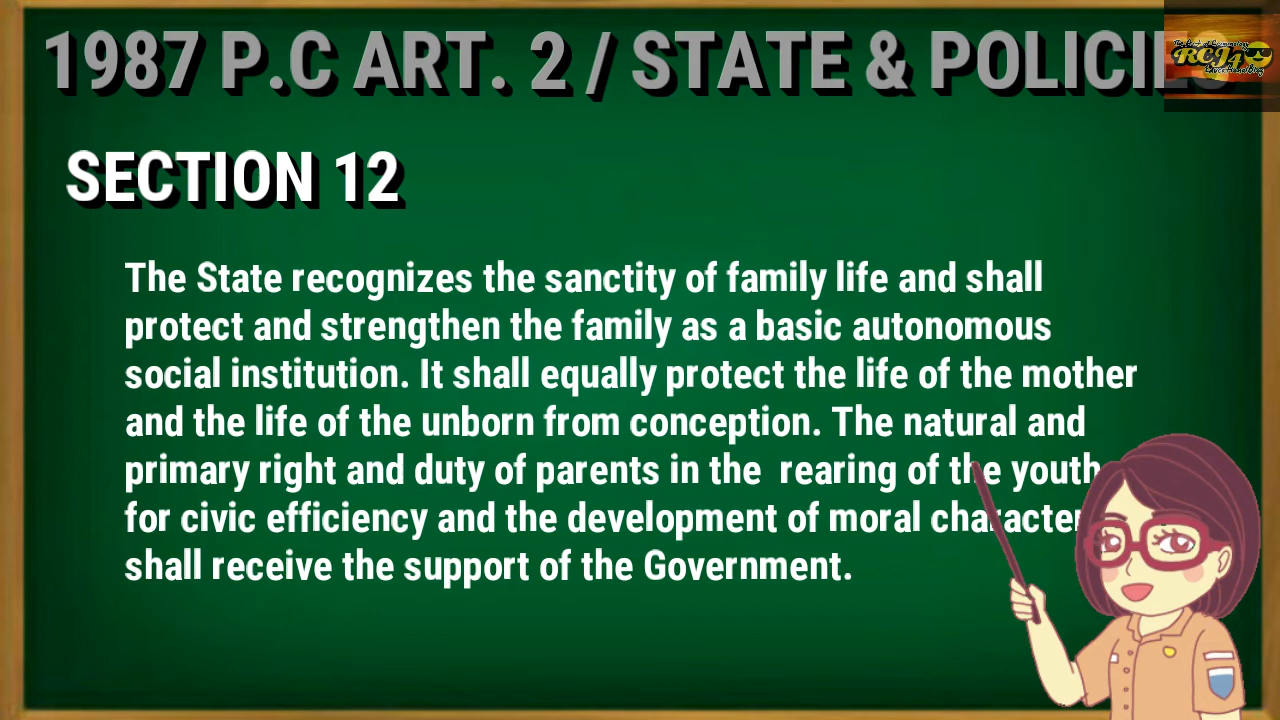 1987 P.C ART. 2 / STATE & POLICIES
SECTION 12
The State recognizes the sanctity of family life and shall
protect and strengthen the family as a basic autonomous
social institution. It shall equally protect the life of the mother
and the life of the unborn from conception. The natural and
primary right and duty of parents in the rearing of the youth
for civic efficiency and the development of moral character
shall receive the support of the Government.